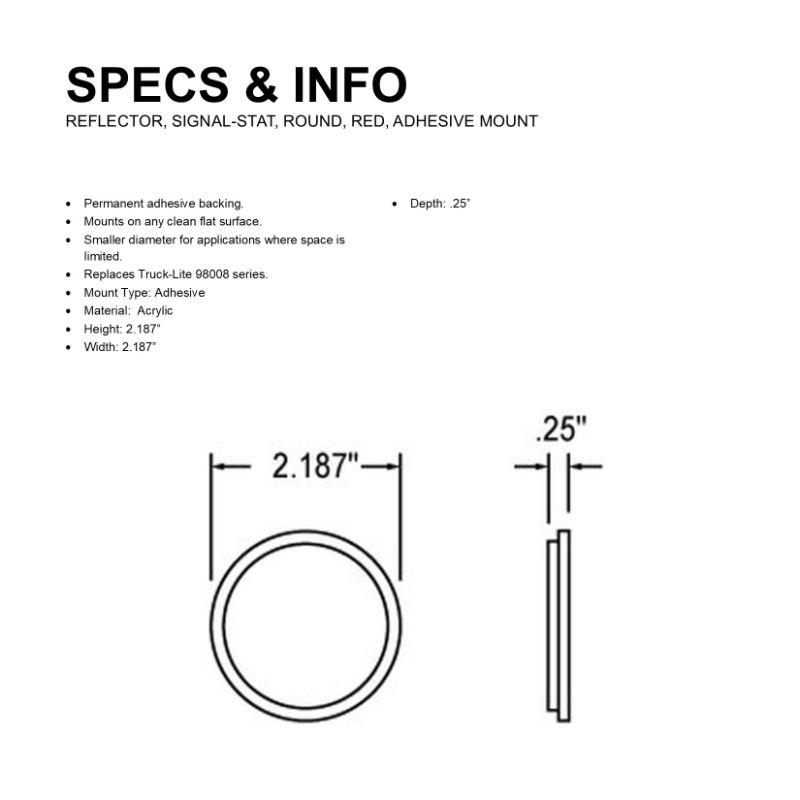 SPECS & INFO
REFLECTOR, SIGNAL-STAT, ROUND, RED, ADHESIVE MOUNT
• Permanent adhesive backing.
• Mounts on any clean flat surface.
• Smaller diameter for applications where space is
limited.
• Replaces Truck-Lite 98008 series.
• Mount Type: Adhesive
• Material:  Acrylic
• Height: 2.187”
• Width: 2.187”
• Depth: .25”
.25"
2.187"